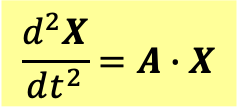 d²X/dt² = A · X